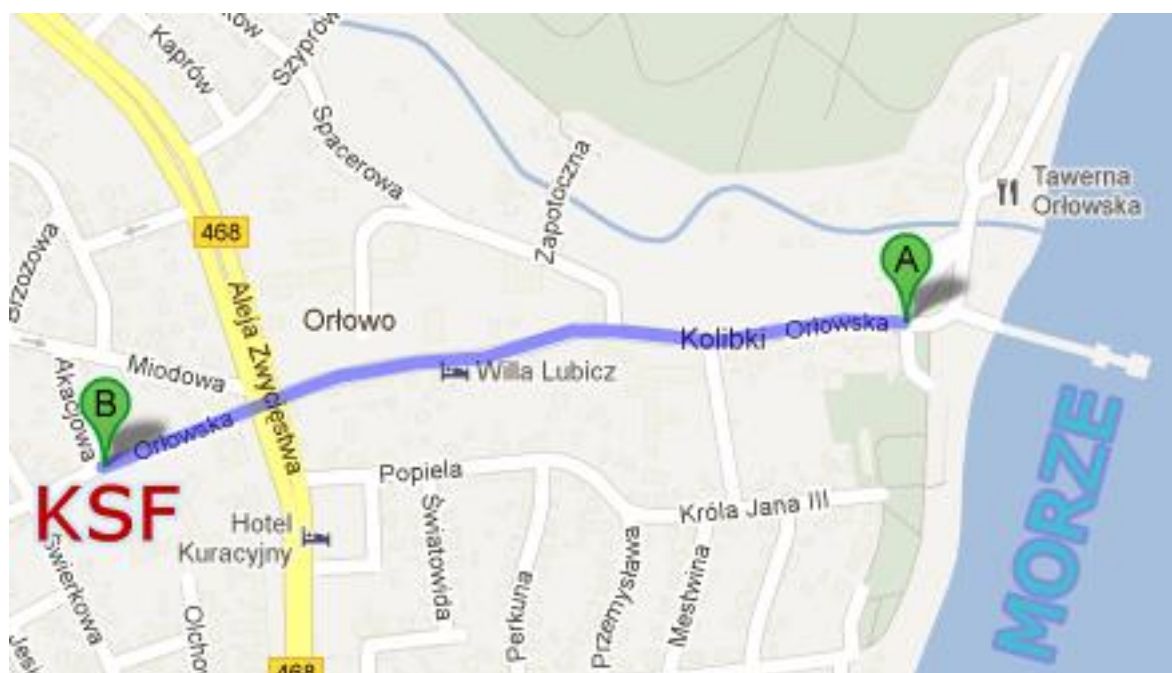 Kaprów
Szyprów
Spacerowa
Zapotoczna
Tawerna
Orłowska
468
A
Brzozowa
Aleja Zwycięstwa
Orłowo
Kolibki
Orłowska
Miodowa
Willa Lubicz
Akacjowa
B
Orłowska
KSF
Popiela
Króla Jana III
MORZE
Hotel
Kuracyjny
Światowida
Perkuna
Przemysława
Mestwina
Świerkowa
468